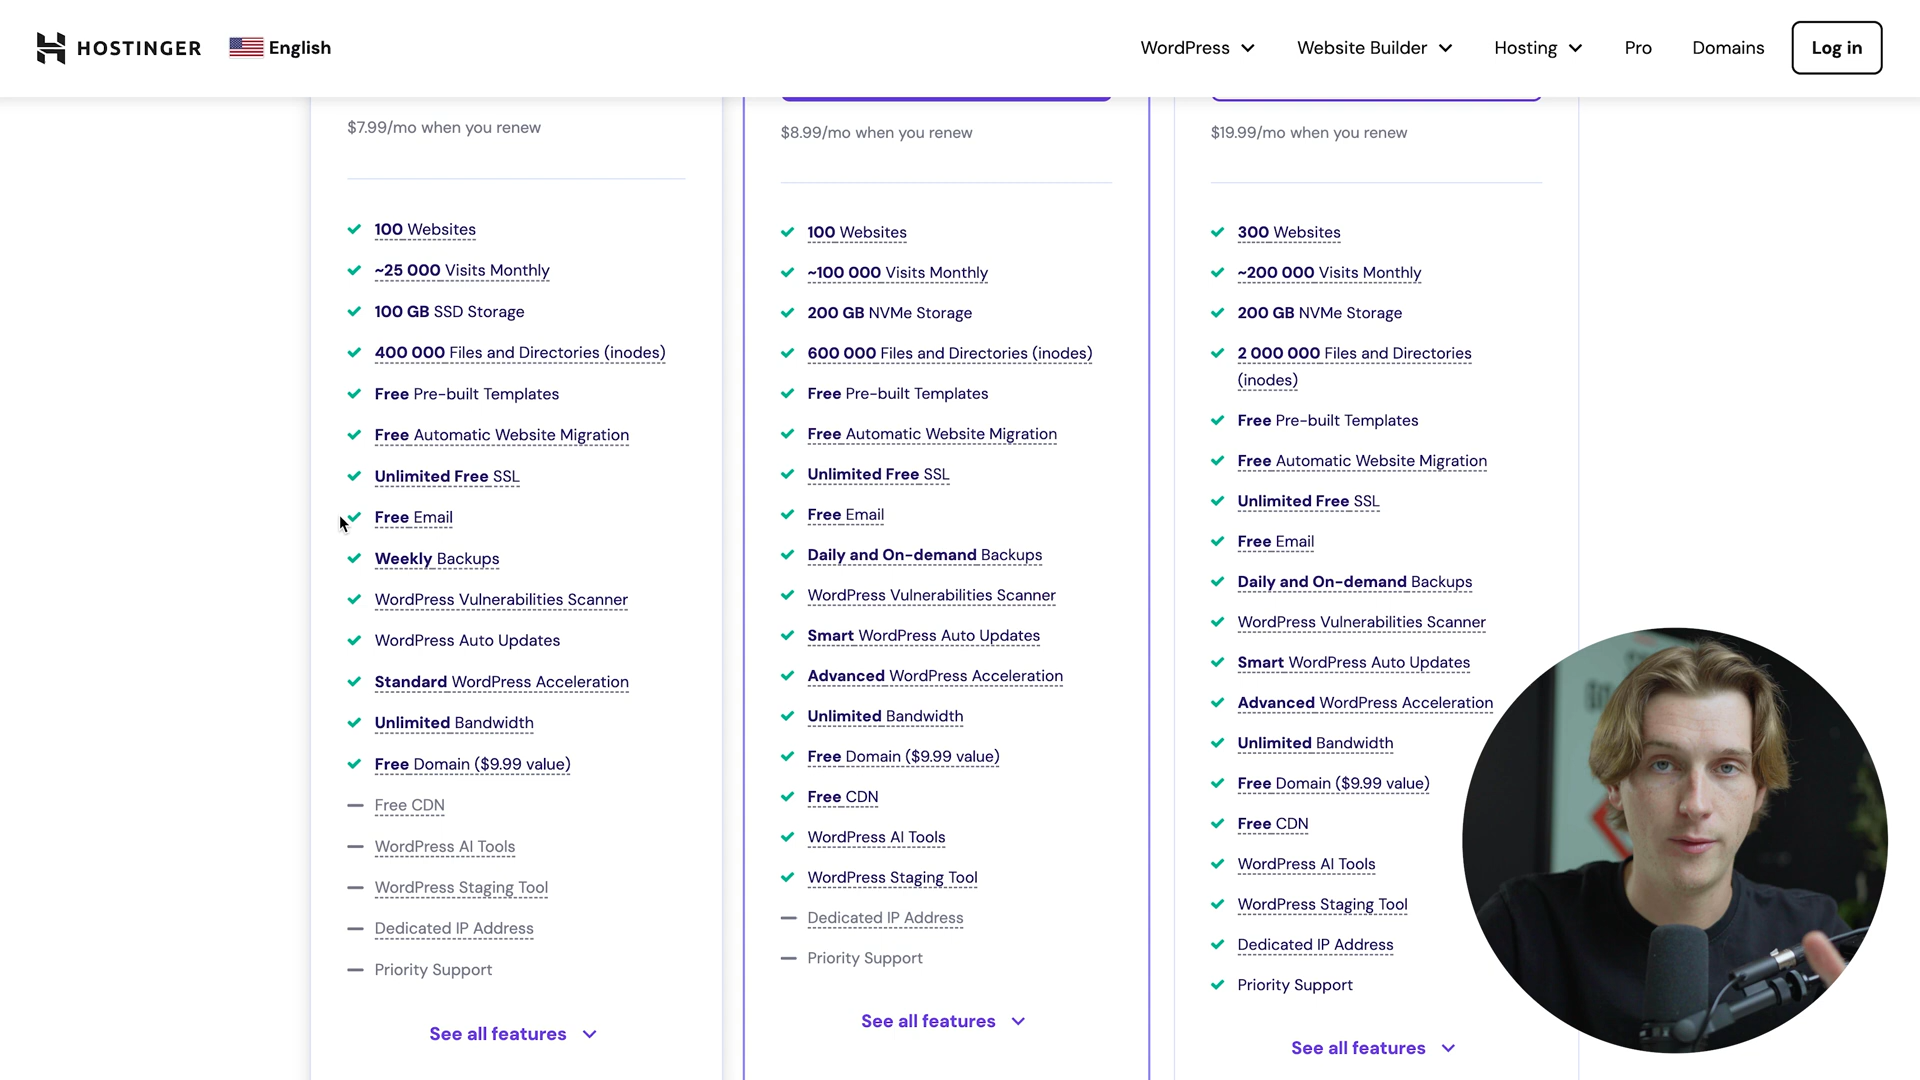 HOSTINGER English WordPress Website Builder Hosting Pro Domains Log in
$7.99/mo when you renew
100 Websites
~25 000 Visits Monthly
100 GB SSD Storage
400 000 Files and Directories (inodes)
Free Pre-built Templates
Free Automatic Website Migration
Unlimited Free SSL
Free Email
Weekly Backups
WordPress Vulnerabilities Scanner
WordPress Auto Updates
Standard WordPress Acceleration
Unlimited Bandwidth
Free Domain ($9.99 value)
Free CDN
WordPress AI Tools
WordPress Staging Tool
Dedicated IP Address
Priority Support
See all features
$8.99/mo when you renew
100 Websites
~100 000 Visits Monthly
200 GB NVMe Storage
600 000 Files and Directories (inodes)
Free Pre-built Templates
Free Automatic Website Migration
Unlimited Free SSL
Free Email
Daily and On-demand Backups
WordPress Vulnerabilities Scanner
Smart WordPress Auto Updates
Advanced WordPress Acceleration
Unlimited Bandwidth
Free Domain ($9.99 value)
Free CDN
WordPress AI Tools
WordPress Staging Tool
Dedicated IP Address
Priority Support
See all features
$19.99/mo when you renew
300 Websites
~200 000 Visits Monthly
200 GB NVMe Storage
2 000 000 Files and Directories
(inodes)
Free Pre-built Templates
Free Automatic Website Migration
Unlimited Free SSL
Free Email
Daily and On-demand Backups
WordPress Vulnerabilities Scanner
Smart WordPress Auto Updates
Advanced WordPress Acceleration
Unlimited Bandwidth
Free Domain ($9.99 value)
Free CDN
WordPress AI Tools
WordPress Staging Tool
Dedicated IP Address
Priority Support
See all features